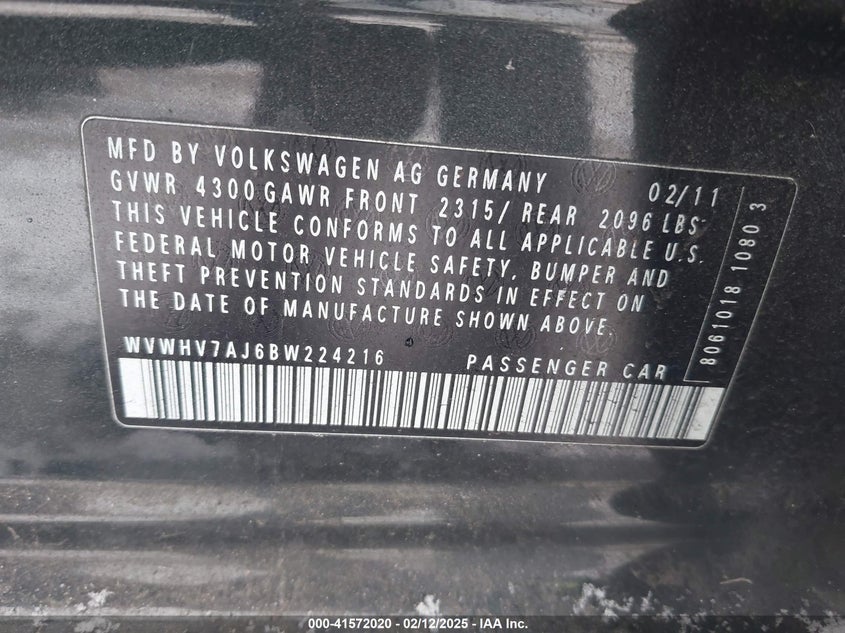 MFD BY VOLKSWAGEN AG GERMANY 02/11
GVWR 4300 GAWR FRONT 2315/ REAR 2096 LBS
THIS VEHICLE CONFORMS TO ALL APPLICABLE U.S.
FEDERAL MOTOR VEHICLE SAFETY, BUMPER AND
THEFT PREVENTION STANDARDS IN EFFECT ON
THE DATE OF MANUFACTURE SHOWN ABOVE.
WVWHV7AJ6BW224216 PASSENGER CAR
8061018 1080 3
000-41572020 - 02/12/2025 - IAA Inc.